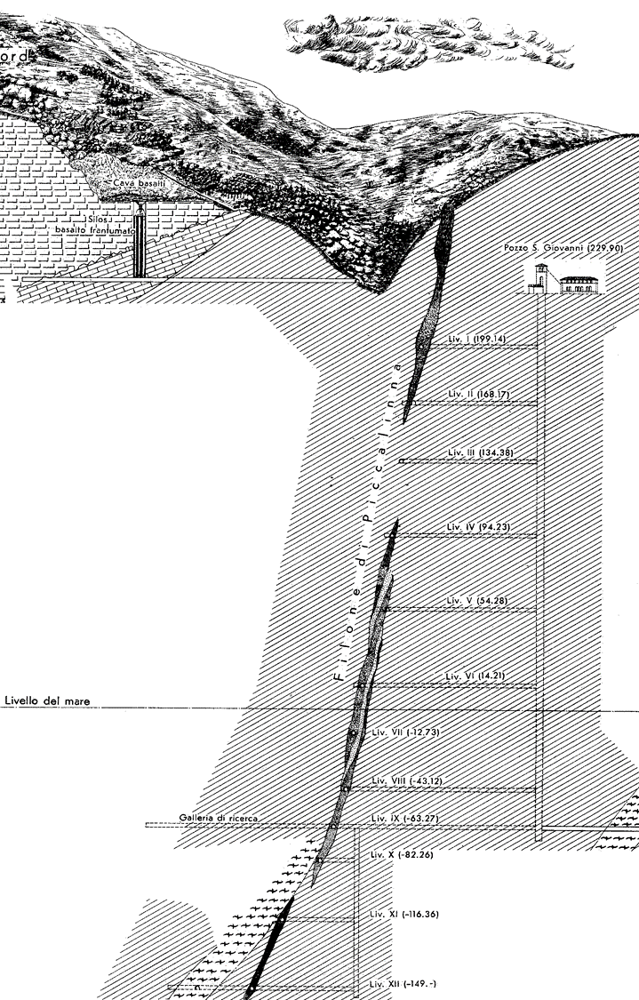 ord
Cava basalti
Silos
basalto frantumato
Pozzo S. Giovanni (229.90)
Liv. I (199.14)
Liv. II (168.17)
Liv. III (134.38)
Liv. IV (94.23)
Liv. V (54.28)
Filone di Piccalinna
Liv. VI (14.21)
Livello del mare
Liv. VII (-12.73)
Liv. VIII (-43.12)
Galleria di ricerca
Liv. IX (-63.27)
Liv. X (-82.26)
Liv. XI (-116.36)
Liv. XII (-149.-)